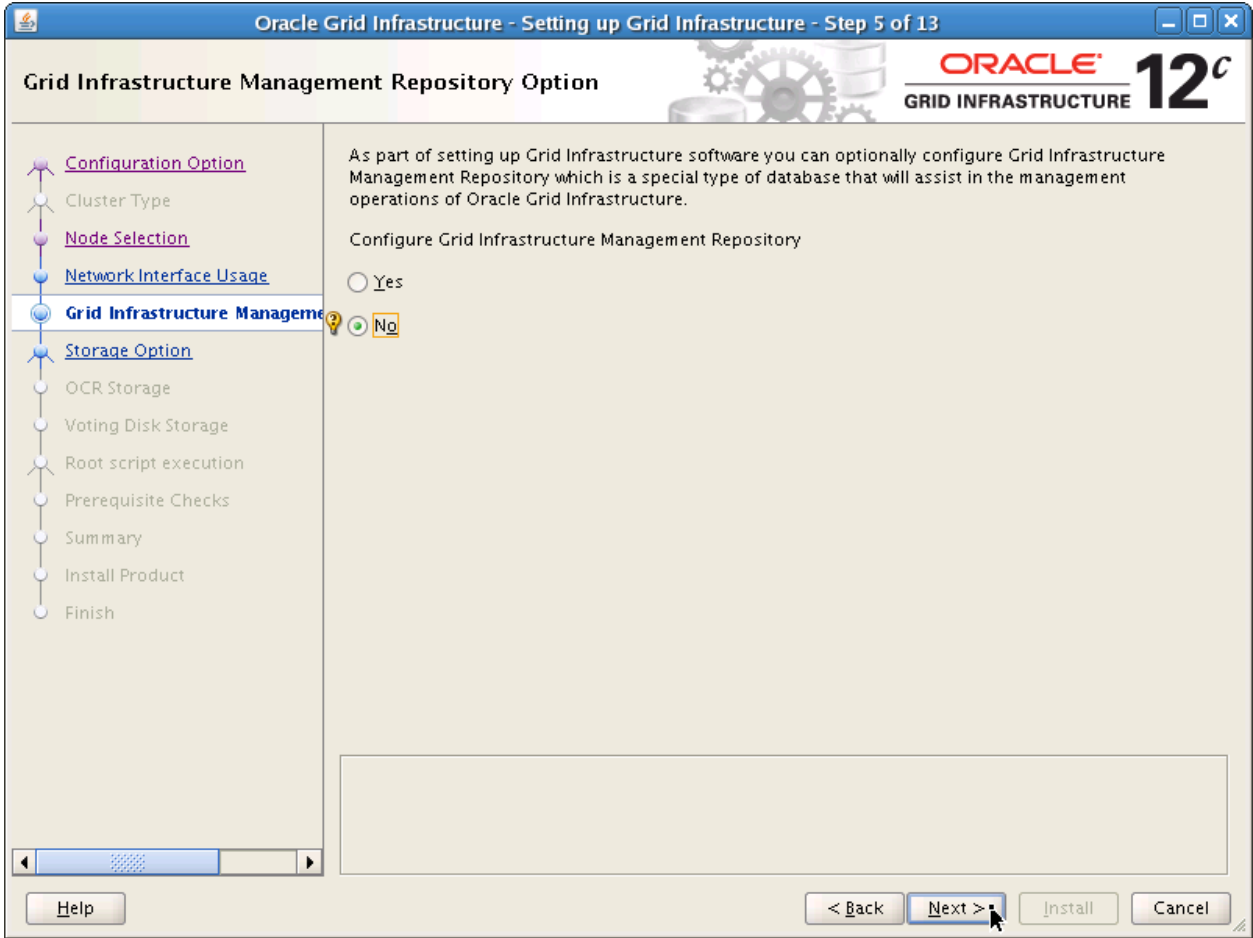 Oracle Grid Infrastructure - Setting up Grid Infrastructure - Step 5 of 13
Grid Infrastructure Management Repository Option
ORACLE
GRID INFRASTRUCTURE
12c
Configuration Option
Cluster Type
Node Selection
Network Interface Usage
Grid Infrastructure Manageme
Storage Option
OCR Storage
Voting Disk Storage
Root script execution
Prerequisite Checks
Summary
Install Product
Finish
As part of setting up Grid Infrastructure software you can optionally configure Grid Infrastructure
Management Repository which is a special type of database that will assist in the management
operations of Oracle Grid Infrastructure.
Configure Grid Infrastructure Management Repository
Yes
No
Help
< Back
Next >
Install
Cancel